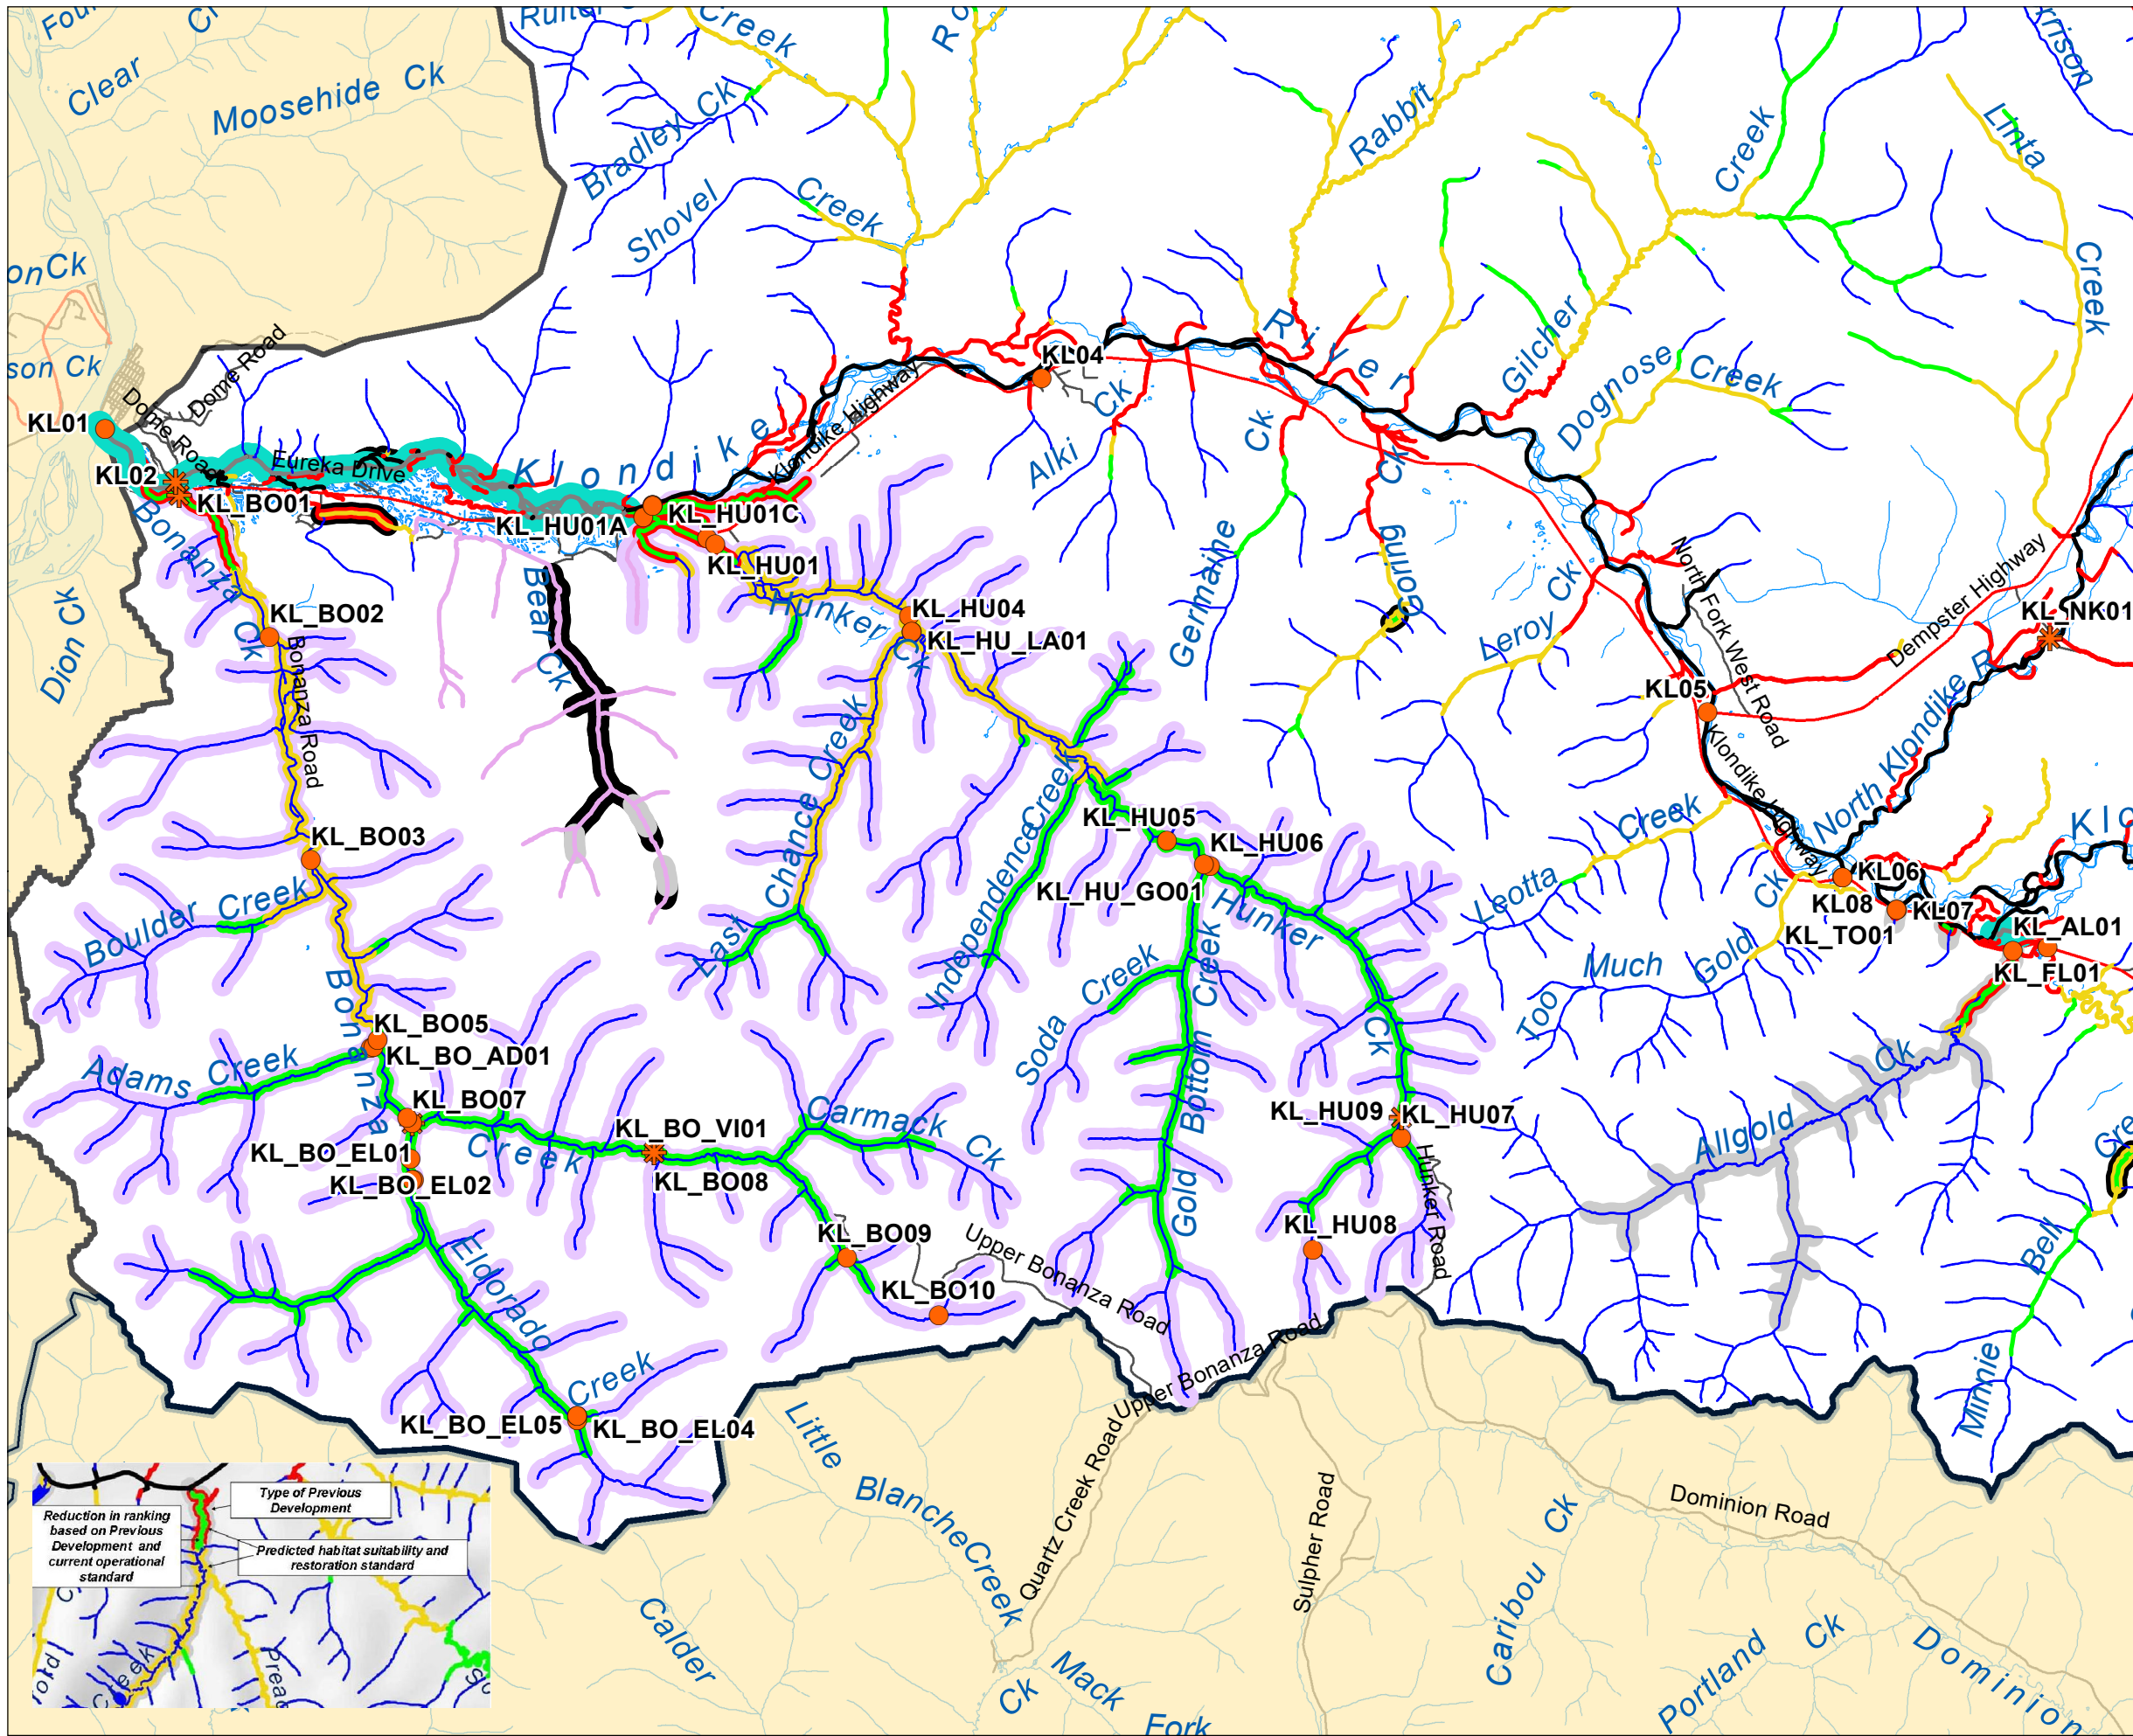 Clear
Moosehide Ck
Creek
Bradley Ck
Shovel
Creek
Rabbit
Creek
Linta
Creek
onCk
son Ck
Dome Road
Dome Road
KL01
KL02
Eureka Drive
KL_BO01
Klondike
River
Klondike Highway
KL04
Alki Ck
Gilcher
Dognose Creek
KL_HU01A
KL_HU01C
KL_HU01
Bonanza Ck
Dion Ck
KL_BO02
Bonanza Road
Bear Ck
Hunker Ck
KL_HU04
KL_HU_LA01
Germaine Ck
Goring Ck
Leroy Ck
North Fork West Road
Dempster Highway
KL_NK01
KL05
Klondike Highway
North Klondike R
KL_BO03
Boulder Creek
Last Chance Creek
Independence Creek
KL_HU05
KL_HU06
KL_HU_GO01
Hunker Ck
Leotta Creek
KL06
KL08
KL07
KL_TO01
KL_AL01
KL_FL01
Klo
Too Much Gold Ck
Bonanza Creek
KL_BO05
KL_BO_AD01
Adams Creek
KL_BO07
KL_BO_VI01
KL_BO_EL01
KL_BO_EL02
KL_BO08
Carmack Ck
Soda Creek
Gold Bottom Creek
KL_HU09
KL_HU07
KL_HU08
Hunker Road
Allgold Ck
Cre
Minnie Bell
KL_BO09
KL_BO10
Upper Bonanza Road
Upper Bonanza Road
Eldorado Creek
KL_BO_EL05
KL_BO_EL04
Little Blanche Creek
Quartz Creek Road
Sulpher Road
Dominion Road
Caribou Ck
Calder
Ck
Mack
Fork
Portland Ck
Dominion
Type of Previous
Development
Reduction in ranking
based on Previous
Development and
current operational
standard
Predicted habitat suitability and
restoration standard
Creek